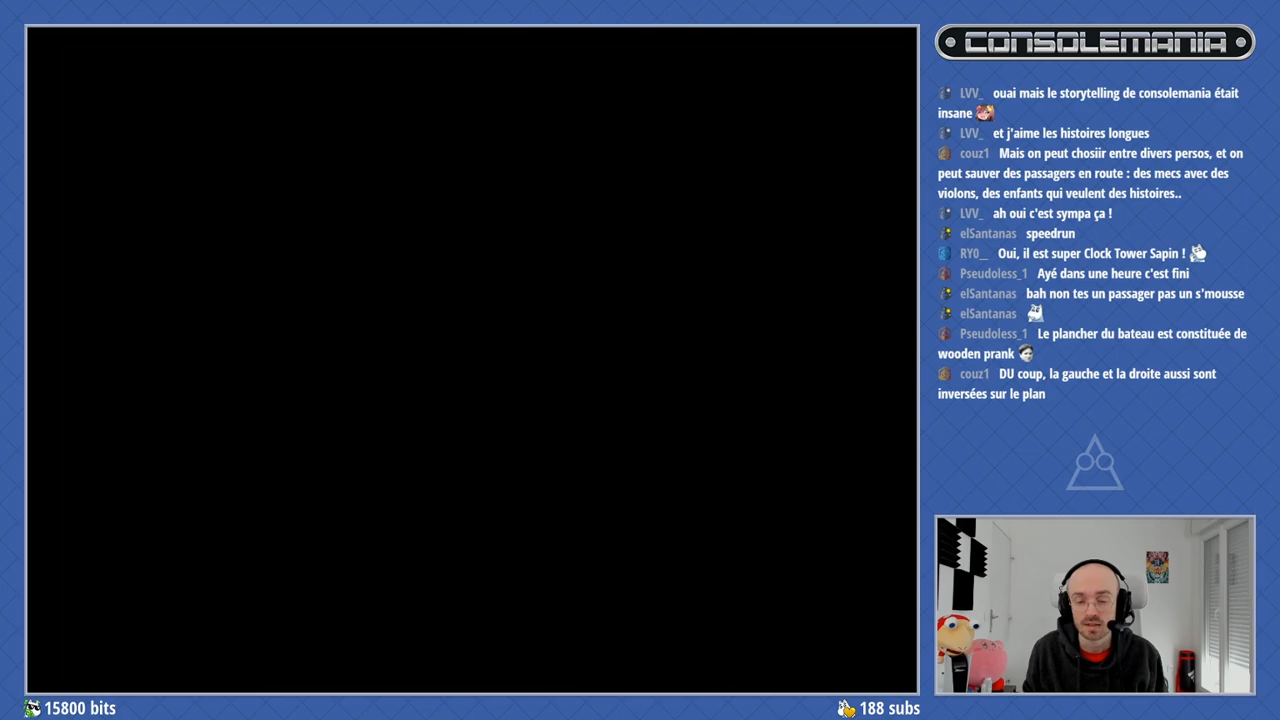 CONSOLEMANIA
LVV_ ouai mais le storytelling de consolemania était
insane
LVV_ et j'aime les histoires longues
couz1 Mais on peut chosiir entre divers persos, et on
peut sauver des passagers en route : des mecs avec des
violons, des enfants qui veulent des histoires..
LVV_ ah oui c'est sympa ça !
elSantanas speedrun
RY0__ Oui, il est super Clock Tower Sapin !
Pseudoless_1 Ayé dans une heure c'est fini
elSantanas bah non tes un passager pas un s'mousse
elSantanas
Pseudoless_1 Le plancher du bateau est constituée de
wooden prank
couz1 DU coup, la gauche et la droite aussi sont
inversées sur le plan
15800 bits
188 subs